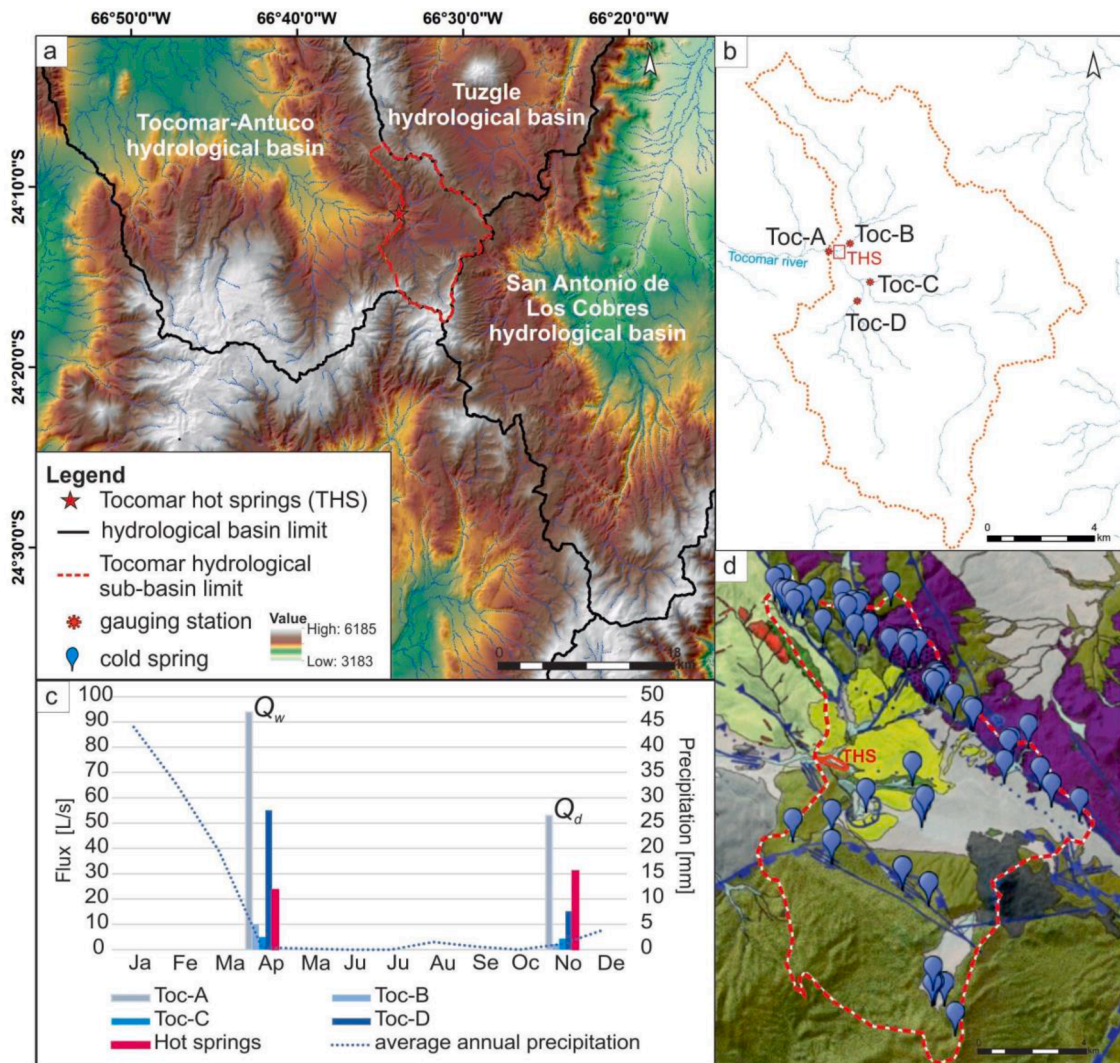 66°50'0"W 66°40'0"W 66°30'0"W 66°20'0"W
a
N
Tuzgle
hydrological basin
Tocomar-Antuco
hydrological basin
San Antonio de
Los Cobres
hydrological basin
24°10'0"S
24°20'0"S
24°30'0"S
Legend
Tocomar hot springs (THS)
hydrological basin limit
Tocomar hydrological
sub-basin limit
gauging station
cold spring
Value
High: 6185
Low: 3183
0 18
km
b
Toc-A
Toc-B
THS
Tocomar river
Toc-C
Toc-D
0 4
km
c
100
90
80
70
60
50
40
30
20
10
0
Flux [L/s]
Qw
Qd
50
45
40
35
30
25
20
15
10
5
0
Precipitation [mm]
Ja Fe Ma Ap Ma Ju Ju Au Se Oc No De
Toc-A Toc-B
Toc-C Toc-D
Hot springs average annual precipitation
d
THS
0 4
km